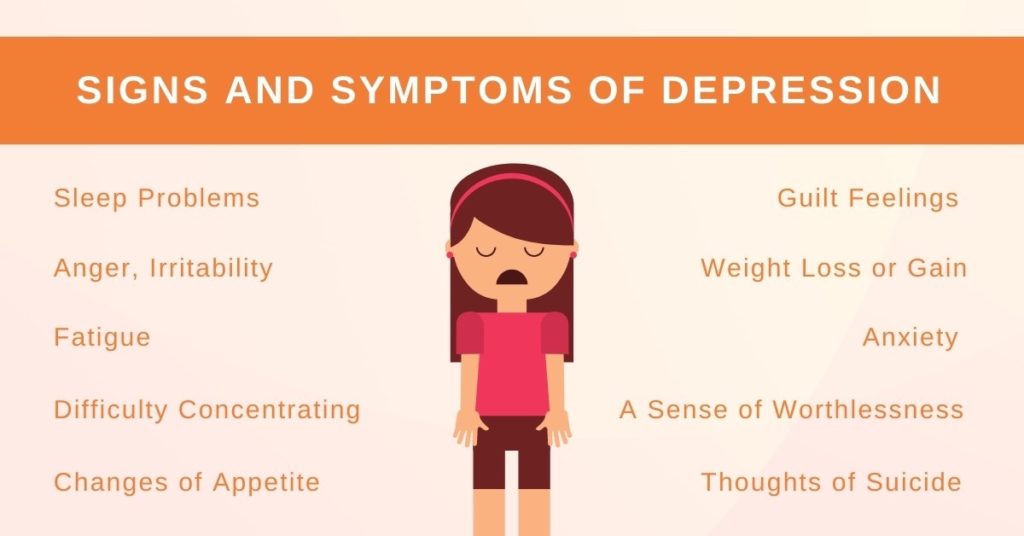 SIGNS AND SYMPTOMS OF DEPRESSION
Sleep Problems
Anger, Irritability
Fatigue
Difficulty Concentrating
Changes of Appetite
Guilt Feelings
Weight Loss or Gain
Anxiety
A Sense of Worthlessness
Thoughts of Suicide